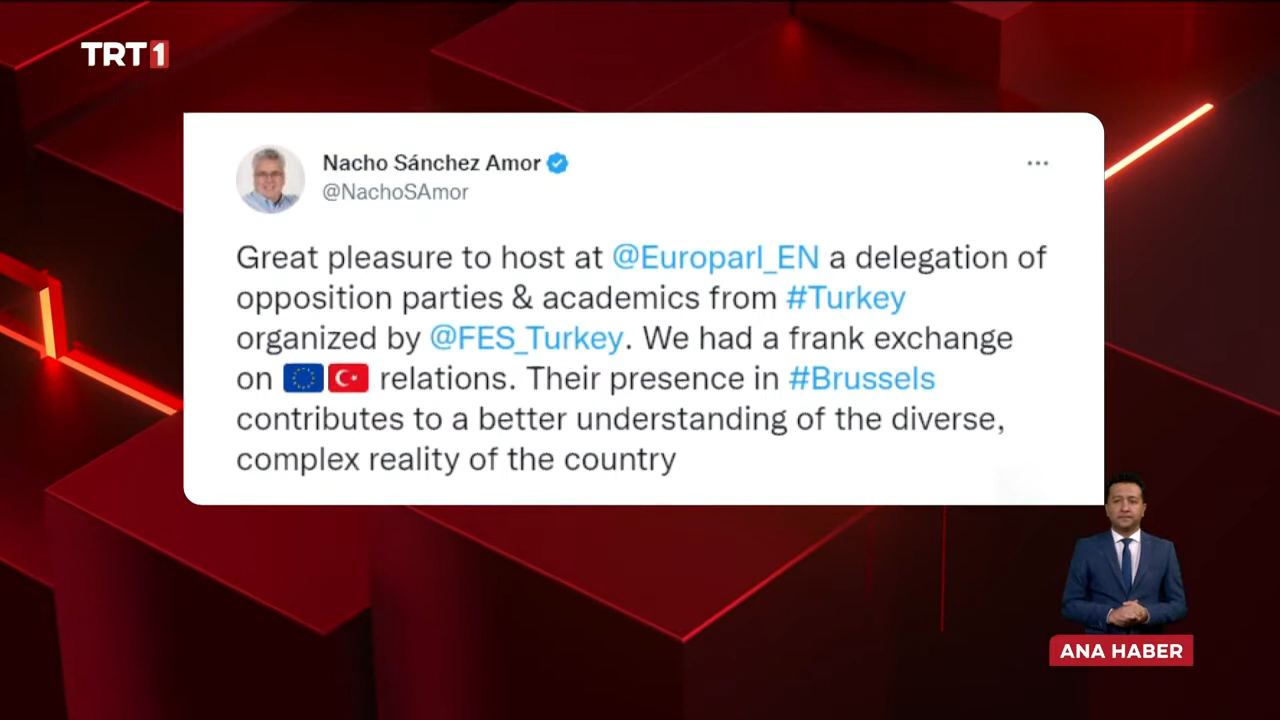 TRT1
Nacho Sánchez Amor
@NachoSAmor
Great pleasure to host at @Europarl_EN a delegation of
opposition parties & academics from #Turkey
organized by @FES_Turkey. We had a frank exchange
on 🇪🇺🇹🇷 relations. Their presence in #Brussels
contributes to a better understanding of the diverse,
complex reality of the country
ANA HABER